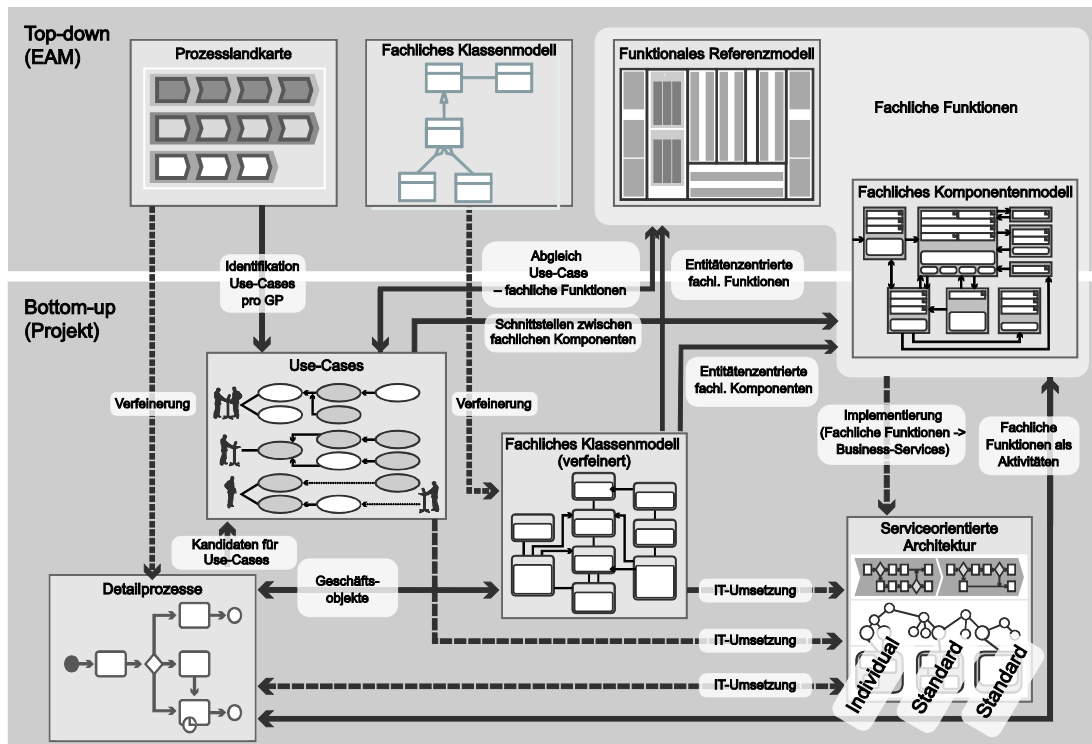 Top-down
(EAM)
Prozesslandkarte
Fachliches Klassenmodell
Funktionales Referenzmodell
Fachliche Funktionen
Fachliches Komponentenmodell
Identifikation
Use-Cases
pro GP
Abgleich
Use-Case
– fachliche Funktionen
Entitätenzentrierte
fachl. Funktionen
Bottom-up
(Projekt)
Schnittstellen zwischen
fachlichen Komponenten
Use-Cases
Entitätenzentrierte
fachl. Komponenten
Verfeinerung
Verfeinerung
Implementierung
(Fachliche Funktionen ->
Business-Services)
Fachliche
Funktionen als
Aktivitäten
Fachliches Klassenmodell
(verfeinert)
Serviceorientierte
Architektur
Kandidaten für
Use-Cases
Detailprozesse
Geschäfts-
objekte
IT-Umsetzung
IT-Umsetzung
IT-Umsetzung
Individual
Standard
Standard